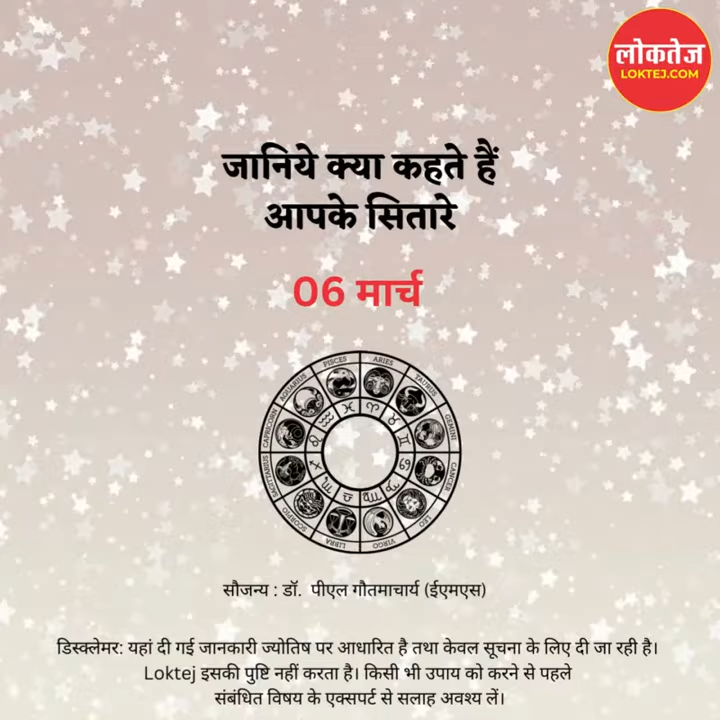 लोकतेज
LOKTEJ.COM
जानिये क्या कहते हैं
आपके सितारे
06 मार्च
PISCES
ARIES
TAURUS
GEMINI
CANCER
LEO
VIRGO
LIBRA
SCORPIO
SAGITTARIUS
CAPRICORN
AQUARIUS
सौजन्य : डॉ. पीएल गौतमाचार्य (ईएमएस)
डिस्क्लेमर: यहां दी गई जानकारी ज्योतिष पर आधारित है तथा केवल सूचना के लिए दी जा रही है।
Loktej इसकी पुष्टि नहीं करता है। किसी भी उपाय को करने से पहले
संबंधित विषय के एक्सपर्ट से सलाह अवश्य लें।